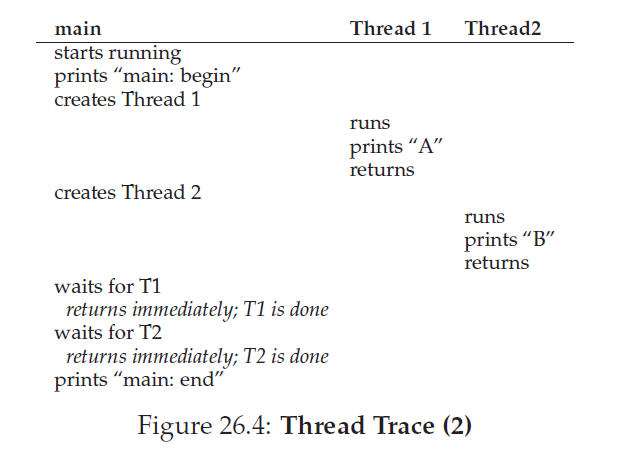 main Thread 1 Thread2
starts running
prints “main: begin”
creates Thread 1
runs
prints “A”
returns
creates Thread 2
runs
prints “B”
returns
waits for T1
returns immediately; T1 is done
waits for T2
returns immediately; T2 is done
prints “main: end”
Figure 26.4: Thread Trace (2)